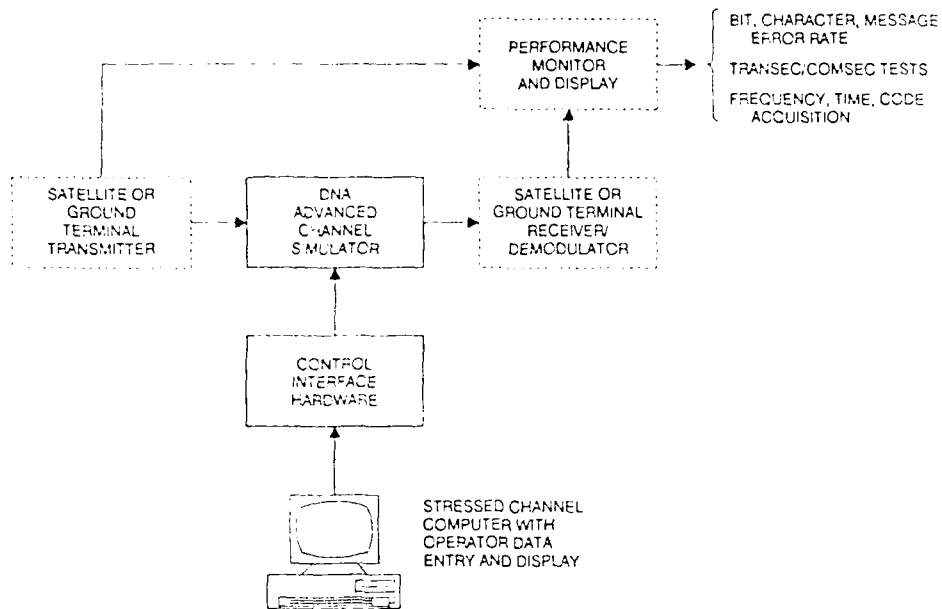 PERFORMANCE
MONITOR
AND DISPLAY
BIT, CHARACTER, MESSAGE
ERROR RATE
TRANSEC/COMSEC TESTS
FREQUENCY, TIME, CODE
ACQUISITION
SATELLITE OR
GROUND
TERMINAL
TRANSMITTER
DNA
ADVANCED
CHANNEL
SIMULATOR
SATELLITE OR
GROUND TERMINAL
RECEIVER/
DEMODULATOR
CONTROL
INTERFACE
HARDWARE
STRESSED CHANNEL
COMPUTER WITH
OPERATOR DATA
ENTRY AND DISPLAY